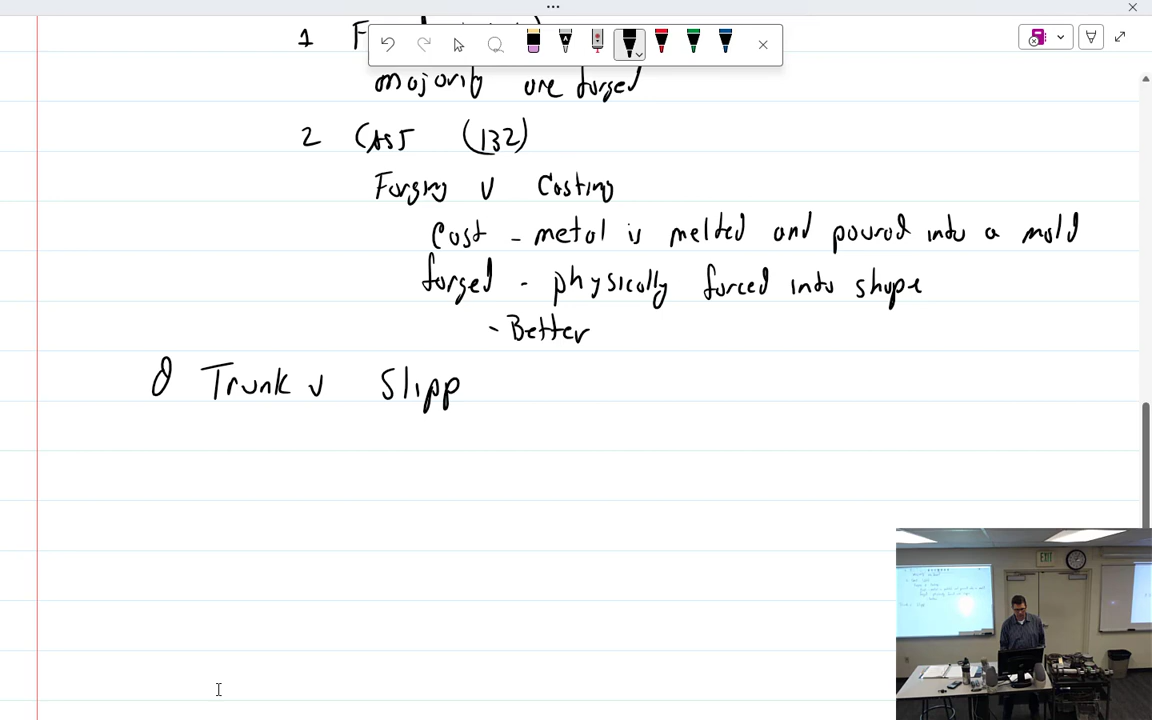 1 F
majority are forged
2 CAST (132)
Forging v Casting
Cast - metal is melted and poured into a mold
forged - physically forced into shape
- Better
d Trunk v Slipp
EXIT